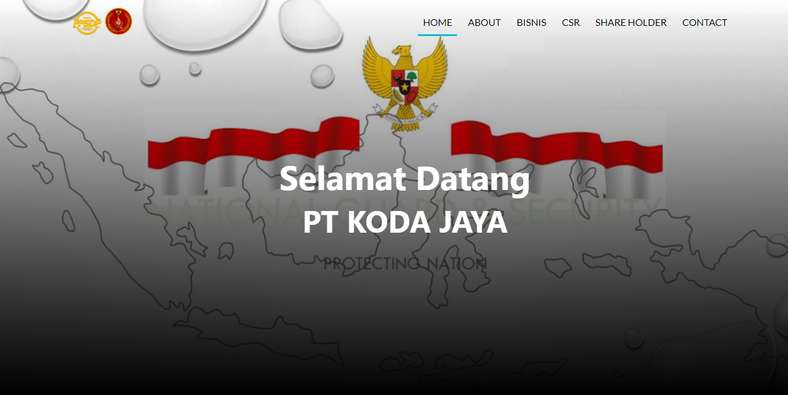 HOME ABOUT BISNIS CSR SHARE HOLDER CONTACT
Selamat Datang
NATIONAL GUARD & SECURITY
PT KODA JAYA
PROTECTING NATION